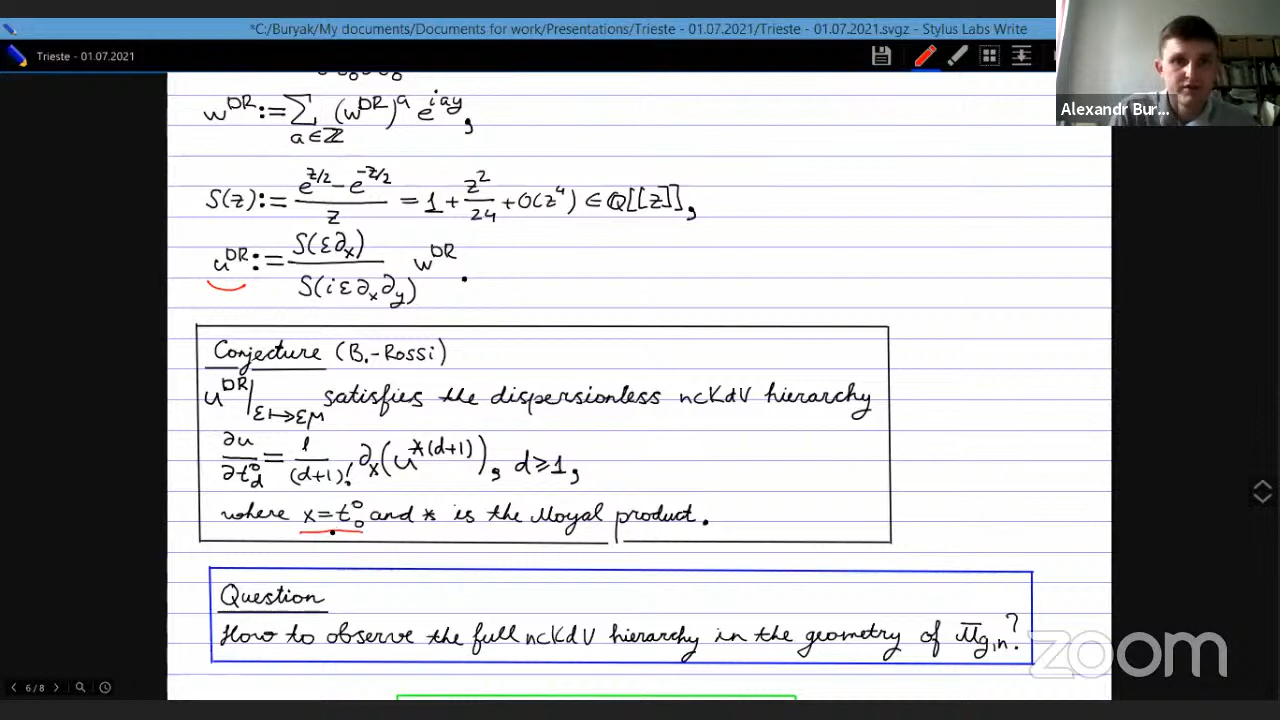 *C:/Buryak/My documents/Documents for work/Presentations/Trieste - 01.07.2021/Trieste - 01.07.2021.svgz - Stylus Labs Write
Trieste - 01.07.2021
Alexandr Bur...
w^DR := ∑_{a∈ℤ} (w^DR)^a e^{iay},
S(z) := (e^{z/2} - e^{-z/2})/z = 1 + z²/24 + O(z⁴) ∈ ℚ[[z]],
u^DR := S(ε∂_x)/S(iε∂_x∂_y) w^DR.
Conjecture (B.-Rossi)
u^DR|_{ε↦εμ} satisfies the dispersionless ncKdV hierarchy
∂u/∂t^0_d = 1/(d+1)! ∂_x(u^{*(d+1)}), d≥1,
where x = t^0_0 and * is the Moyal product.
Question
How to observe the full ncKdV hierarchy in the geometry of M̅_{g,n}?
zoom
6/8